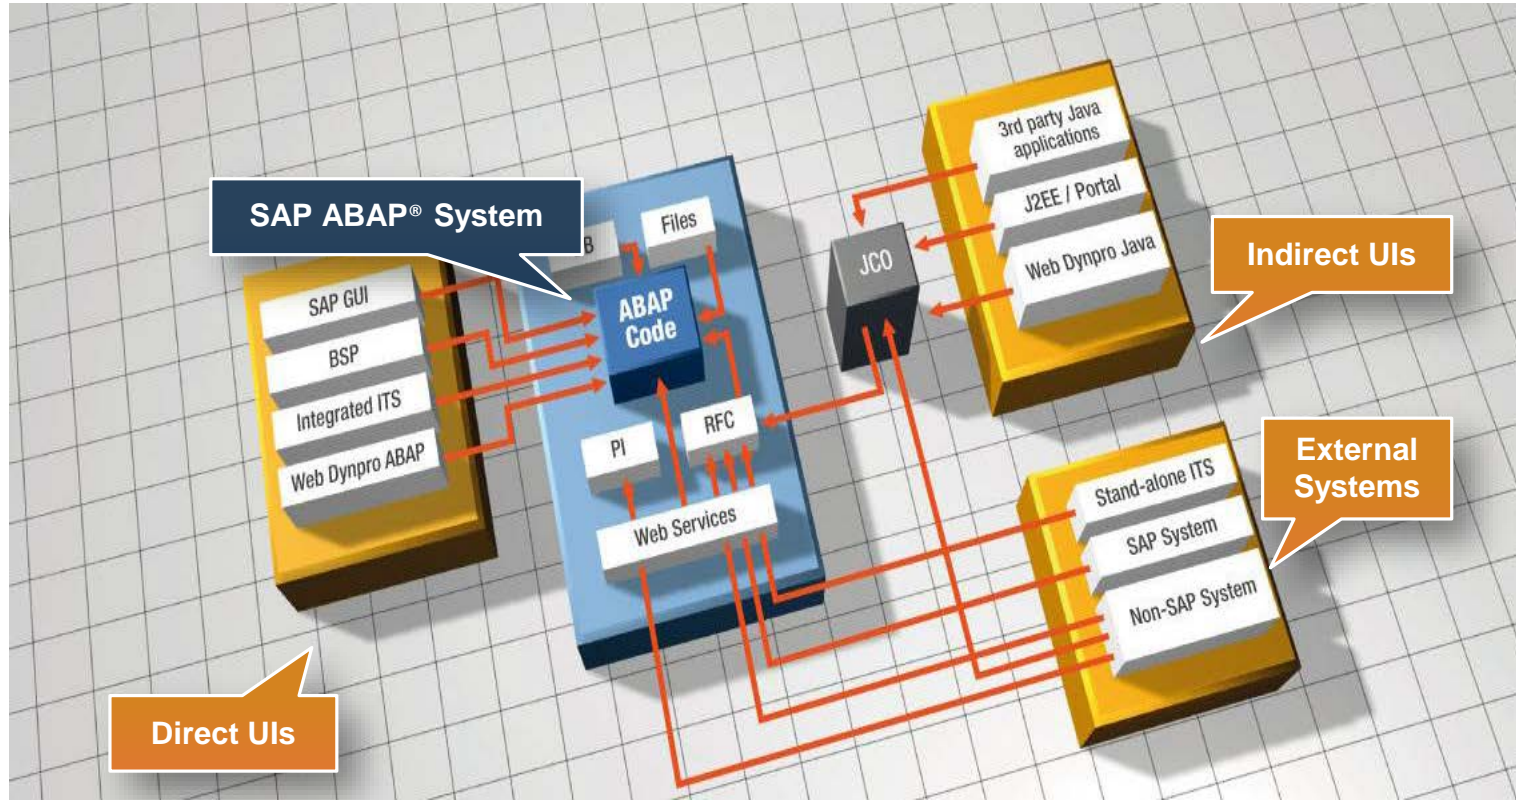 SAP ABAP® System
B
Files
ABAP
Code
PI
RFC
Web Services
SAP GUI
BSP
Integrated ITS
Web Dynpro ABAP
Direct UIs
JCO
3rd party Java
applications
J2EE / Portal
Web Dynpro Java
Indirect UIs
External
Systems
Stand-alone ITS
SAP System
Non-SAP System